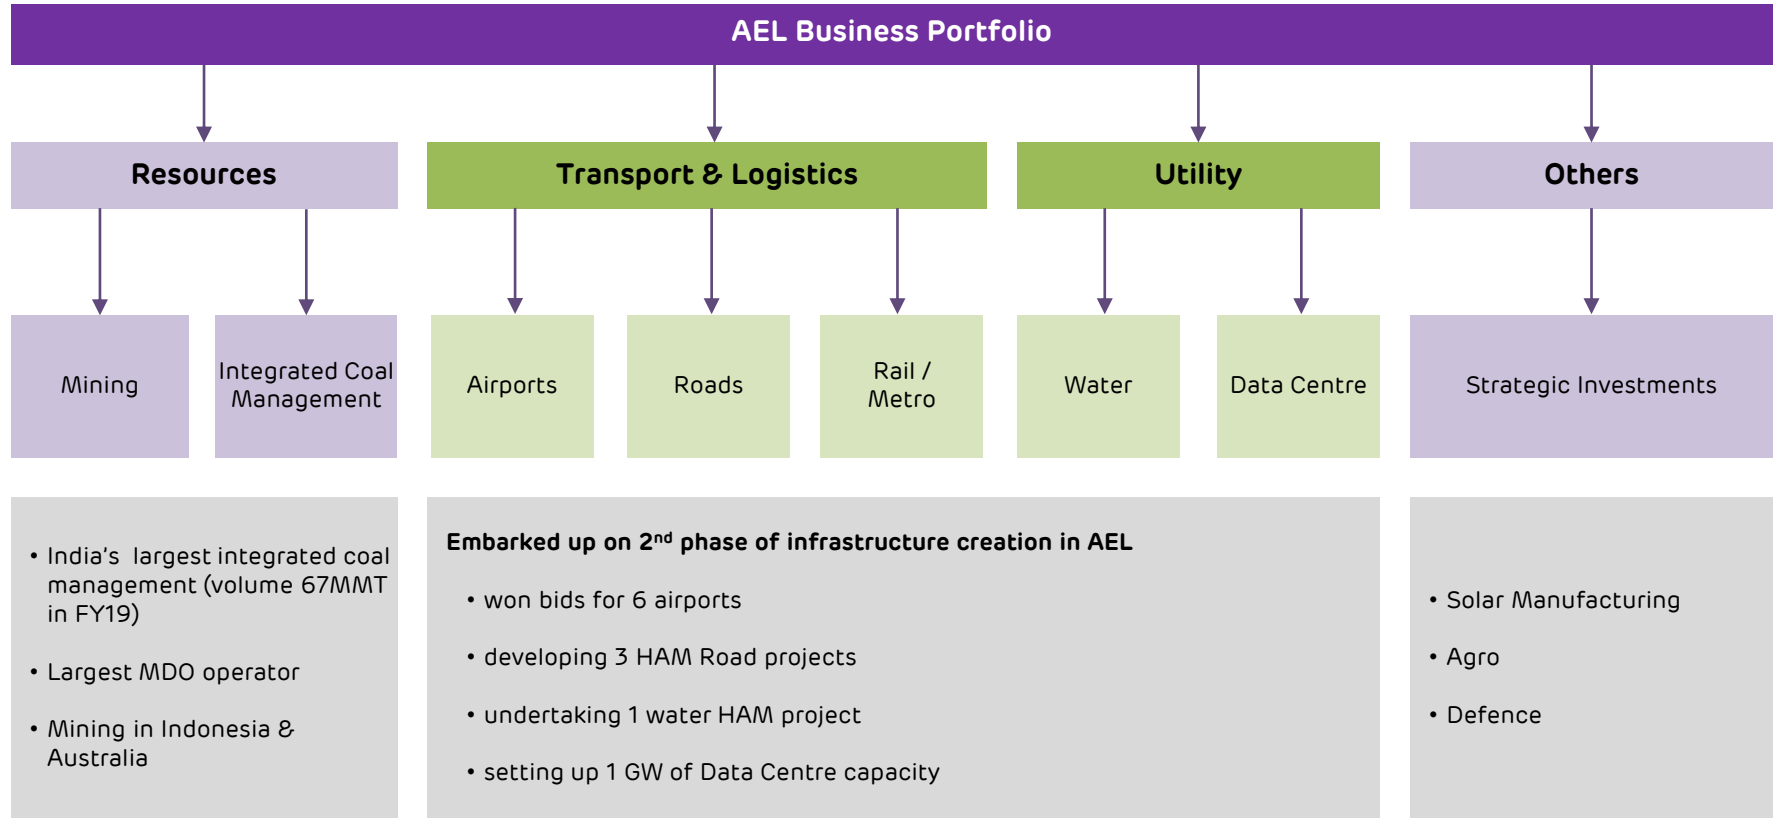 AEL Business Portfolio
Resources
Transport & Logistics
Utility
Others
Mining
Integrated Coal
Management
Airports
Roads
Rail /
Metro
Water
Data Centre
Strategic Investments
• India's largest integrated coal
management (volume 67MMT
in FY19)
• Largest MDO operator
• Mining in Indonesia &
Australia
Embarked up on 2nd phase of infrastructure creation in AEL
• won bids for 6 airports
• developing 3 HAM Road projects
• undertaking 1 water HAM project
• setting up 1 GW of Data Centre capacity
• Solar Manufacturing
• Agro
• Defence